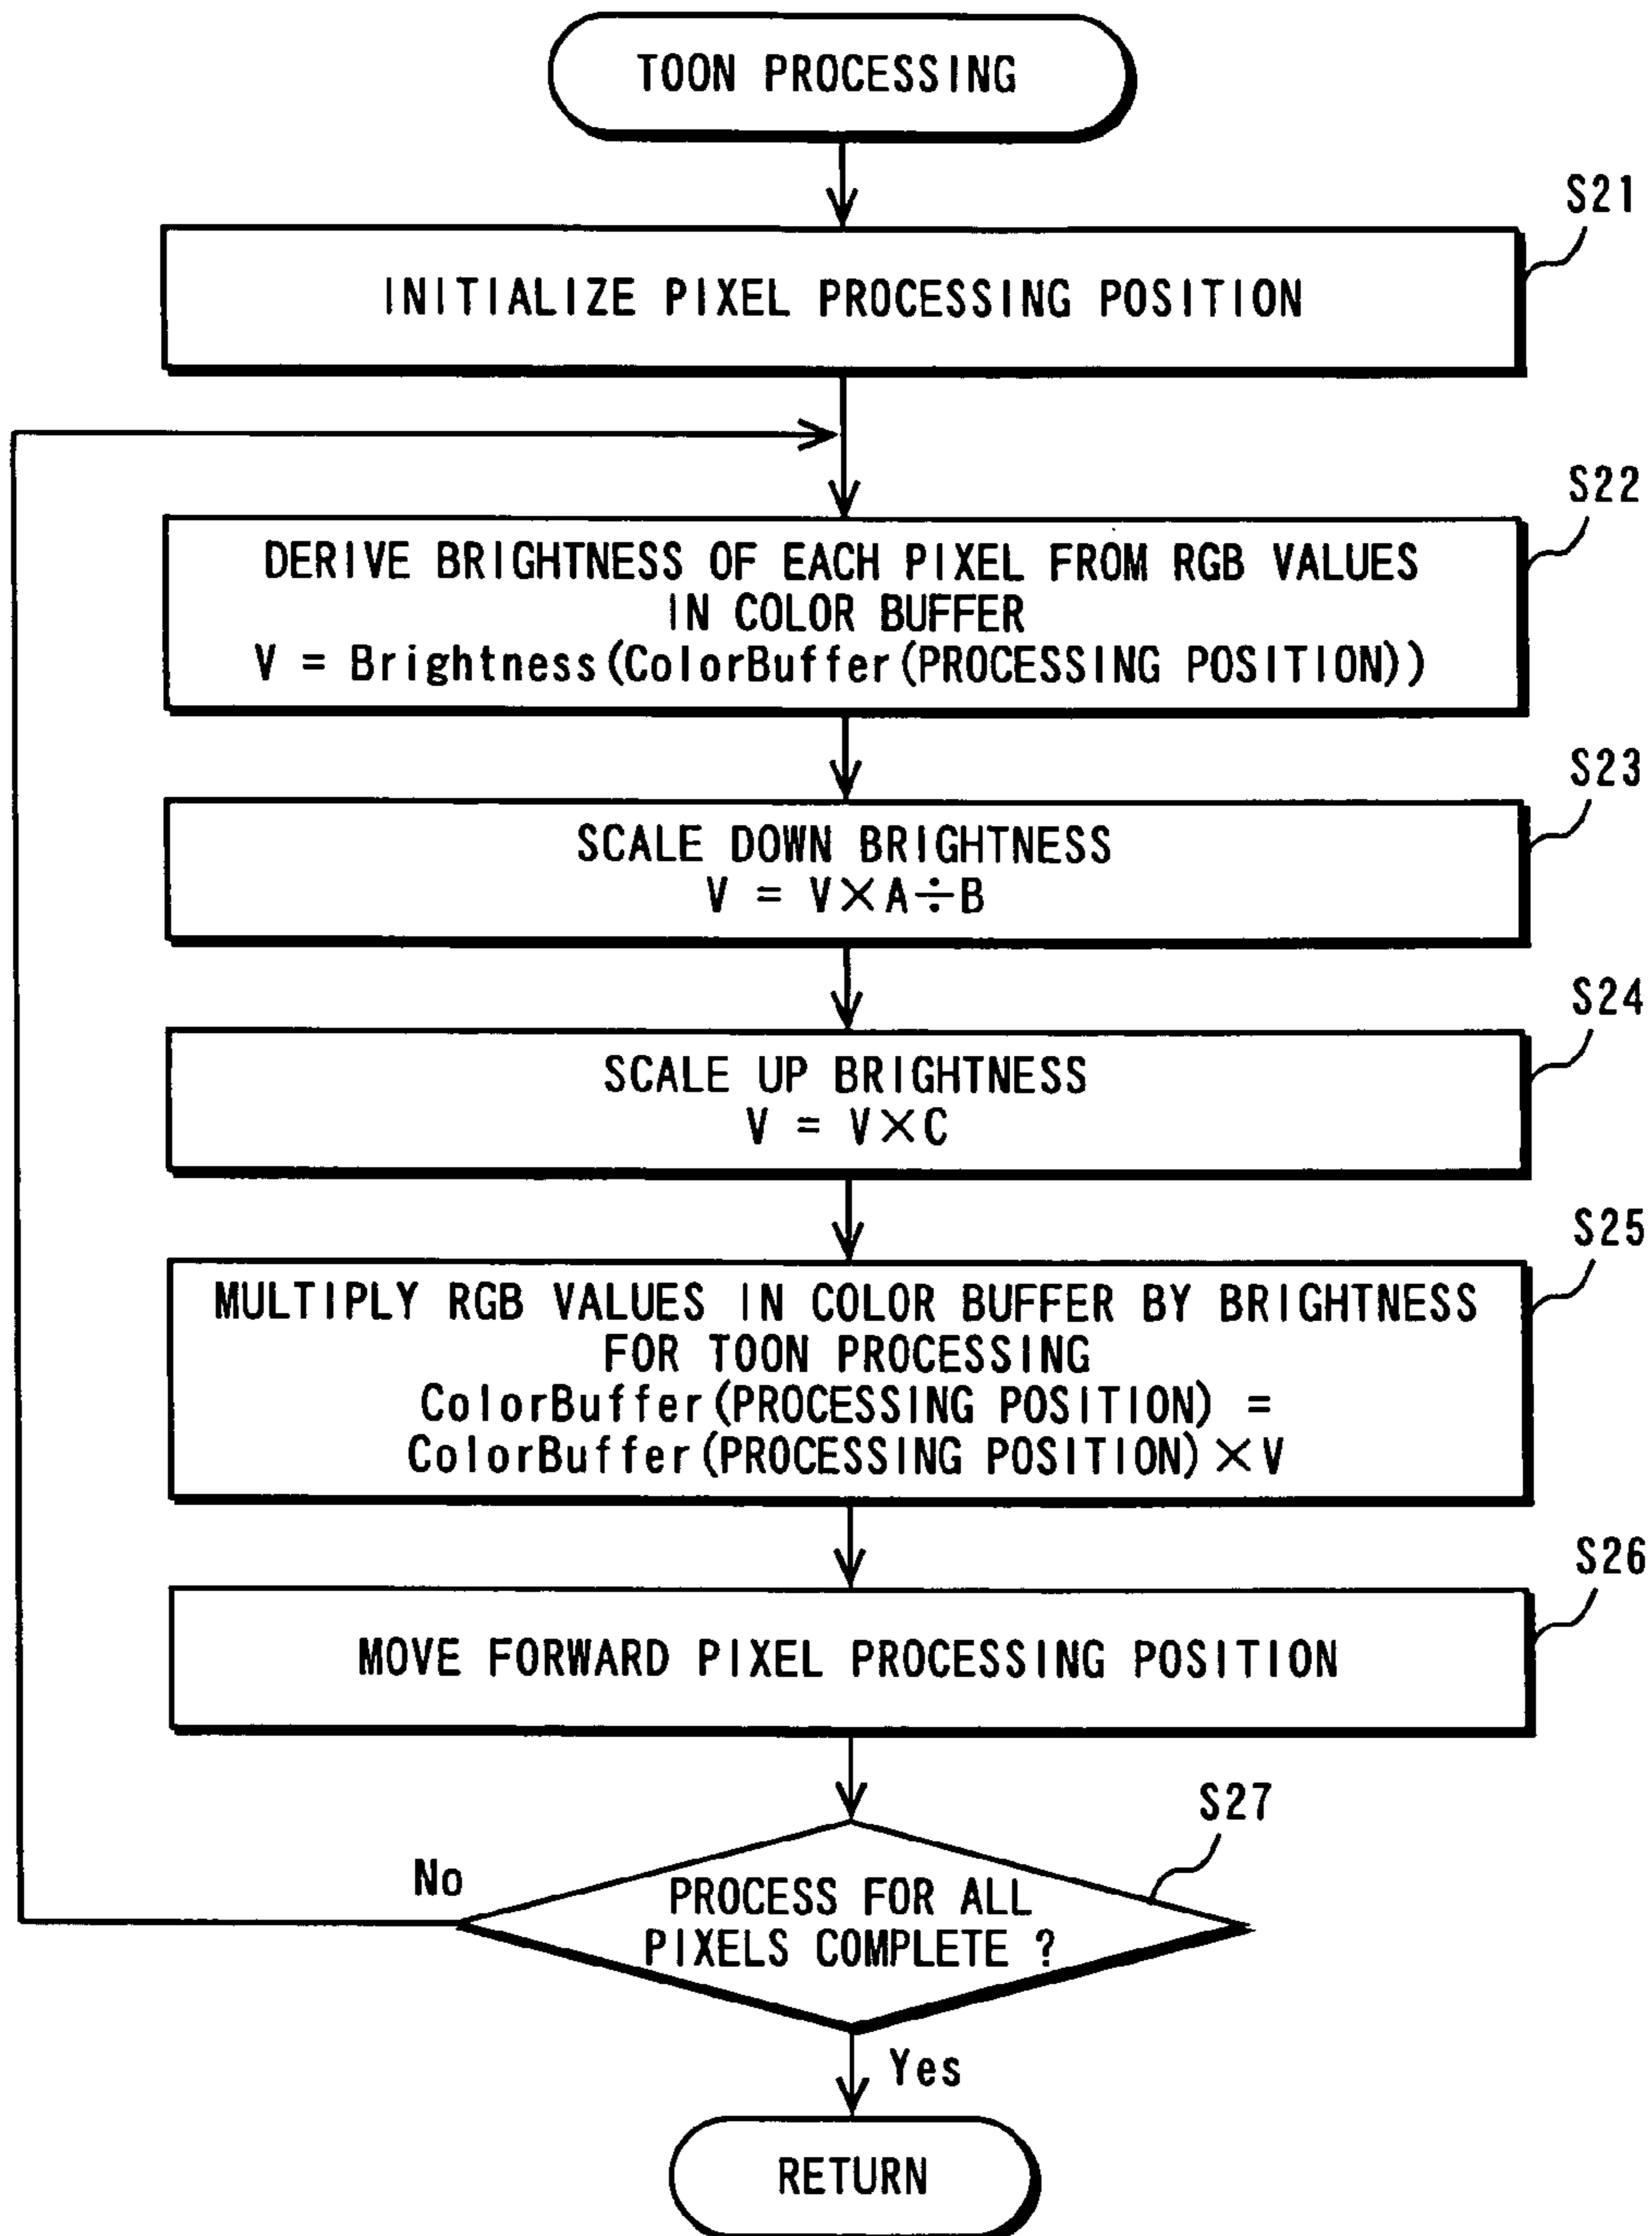 TOON PROCESSING
S21
INITIALIZE PIXEL PROCESSING POSITION
S22
DERIVE BRIGHTNESS OF EACH PIXEL FROM RGB VALUES
IN COLOR BUFFER
V = Brightness(ColorBuffer(PROCESSING POSITION))
S23
SCALE DOWN BRIGHTNESS
V = V×A÷B
S24
SCALE UP BRIGHTNESS
V = V×C
S25
MULTIPLY RGB VALUES IN COLOR BUFFER BY BRIGHTNESS
FOR TOON PROCESSING
ColorBuffer(PROCESSING POSITION) =
ColorBuffer(PROCESSING POSITION)×V
S26
MOVE FORWARD PIXEL PROCESSING POSITION
S27
No
PROCESS FOR ALL
PIXELS COMPLETE ?
Yes
RETURN